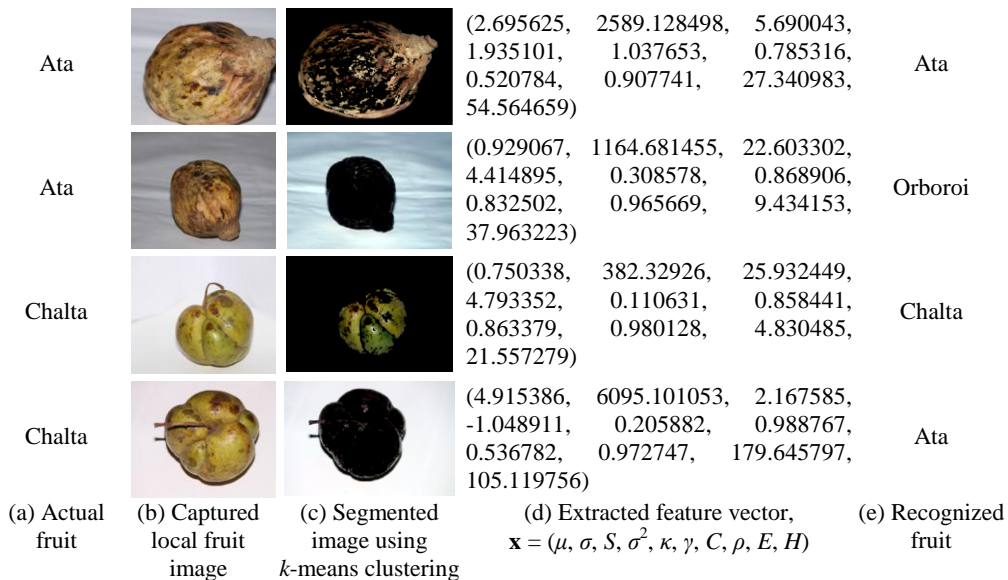 Ata
(2.695625, 2589.128498, 5.690043,
1.935101, 1.037653, 0.785316,
0.520784, 0.907741, 27.340983,
54.564659)
Ata
Ata
(0.929067, 1164.681455, 22.603302,
4.414895, 0.308578, 0.868906,
0.832502, 0.965669, 9.434153,
37.963223)
Orboroi
Chalta
(0.750338, 382.32926, 25.932449,
4.793352, 0.110631, 0.858441,
0.863379, 0.980128, 4.830485,
21.557279)
Chalta
Chalta
(4.915386, 6095.101053, 2.167585,
-1.048911, 0.205882, 0.988767,
0.536782, 0.972747, 179.645797,
105.119756)
Ata
(a) Actual
fruit
(b) Captured
local fruit
image
(c) Segmented
image using
k-means clustering
(d) Extracted feature vector,
x = (μ, σ, S, σ², κ, γ, C, ρ, E, H)
(e) Recognized
fruit